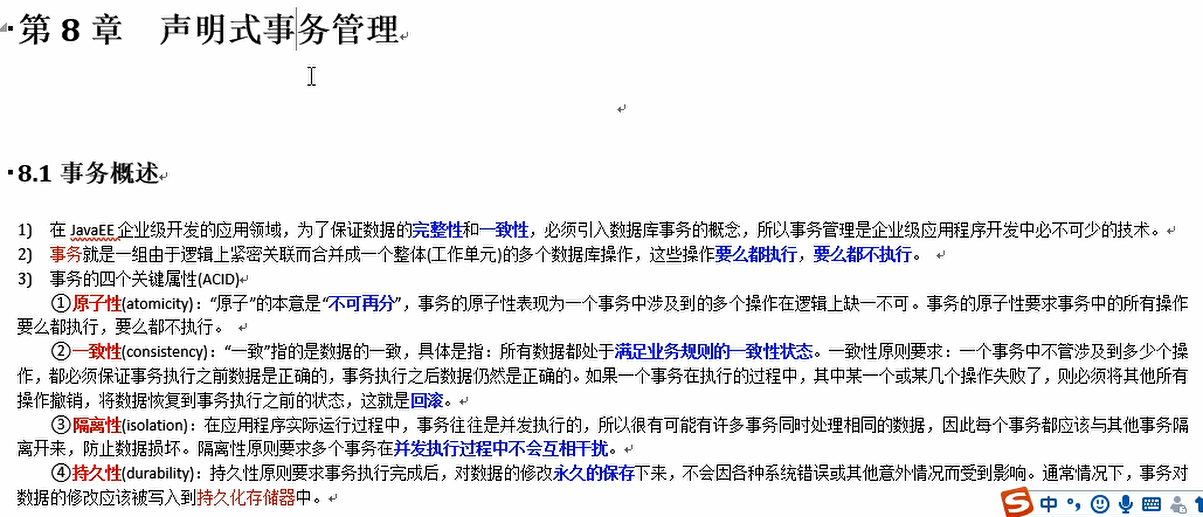 第 8 章 声明式事务管理
8.1 事务概述
1) 在 JavaEE 企业级开发的应用领域，为了保证数据的完整性和一致性，必须引入数据库事务的概念，所以事务管理是企业级应用程序开发中必不可少的技术。
2) 事务就是一组由于逻辑上紧密关联而合并成一个整体(工作单元)的多个数据库操作，这些操作要么都执行，要么都不执行。
3) 事务的四个关键属性(ACID)
①原子性(atomicity)：“原子”的本意是“不可再分”，事务的原子性表现为一个事务中涉及到的多个操作在逻辑上缺一不可。事务的原子性要求事务中的所有操作
要么都执行，要么都不执行。
②一致性(consistency)：“一致”指的是数据的一致，具体是指：所有数据都处于满足业务规则的一致性状态。一致性原则要求：一个事务中不管涉及到多少个操
作，都必须保证事务执行之前数据是正确的，事务执行之后数据仍然是正确的。如果一个事务在执行的过程中，其中某一个或某几个操作失败了，则必须将其他所有
操作撤销，将数据恢复到事务执行之前的状态，这就是回滚。
③隔离性(isolation)：在应用程序实际运行过程中，事务往往是并发执行的，所以很有可能有许多事务同时处理相同的数据，因此每个事务都应该与其他事务隔
离开来，防止数据损坏。隔离性原则要求多个事务在并发执行过程中不会互相干扰。
④持久性(durability)：持久性原则要求事务执行完成后，对数据的修改永久的保存下来，不会因各种系统错误或其他意外情况而受到影响。通常情况下，事务对
数据的修改应该被写入到持久化存储器中。
中